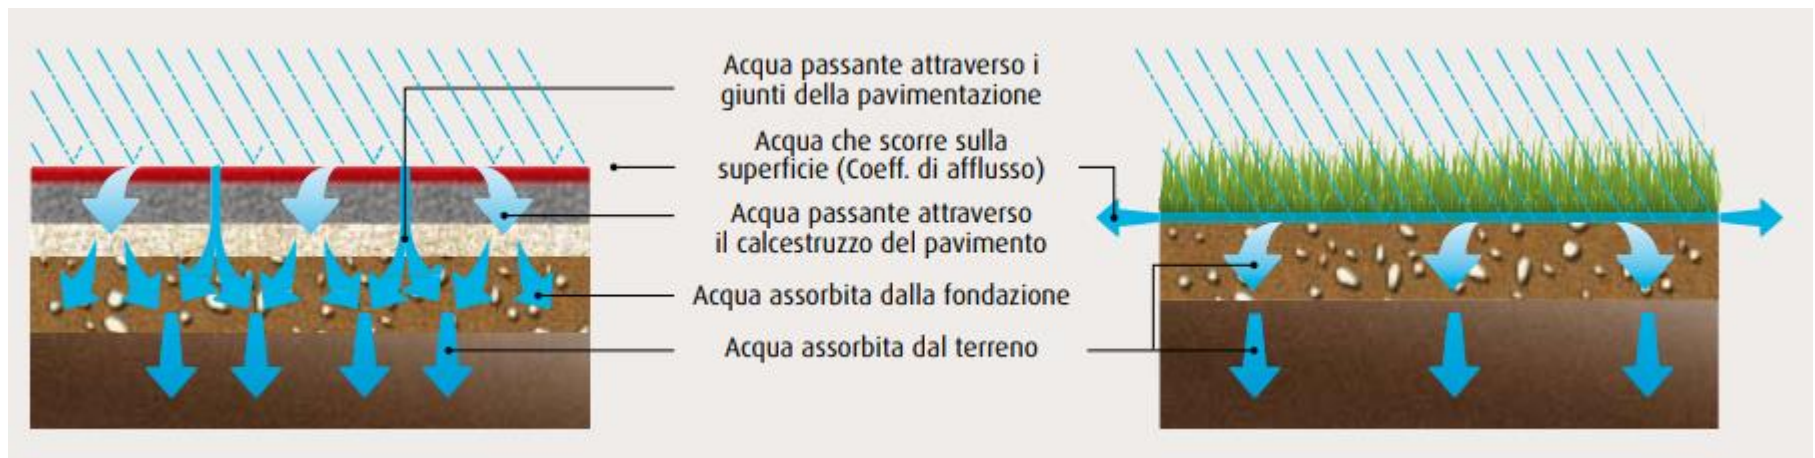 Acqua passante attraverso i
giunti della pavimentazione
Acqua che scorre sulla
superficie (Coeff. di afflusso)
Acqua passante attraverso
il calcestruzzo del pavimento
Acqua assorbita dalla fondazione
Acqua assorbita dal terreno